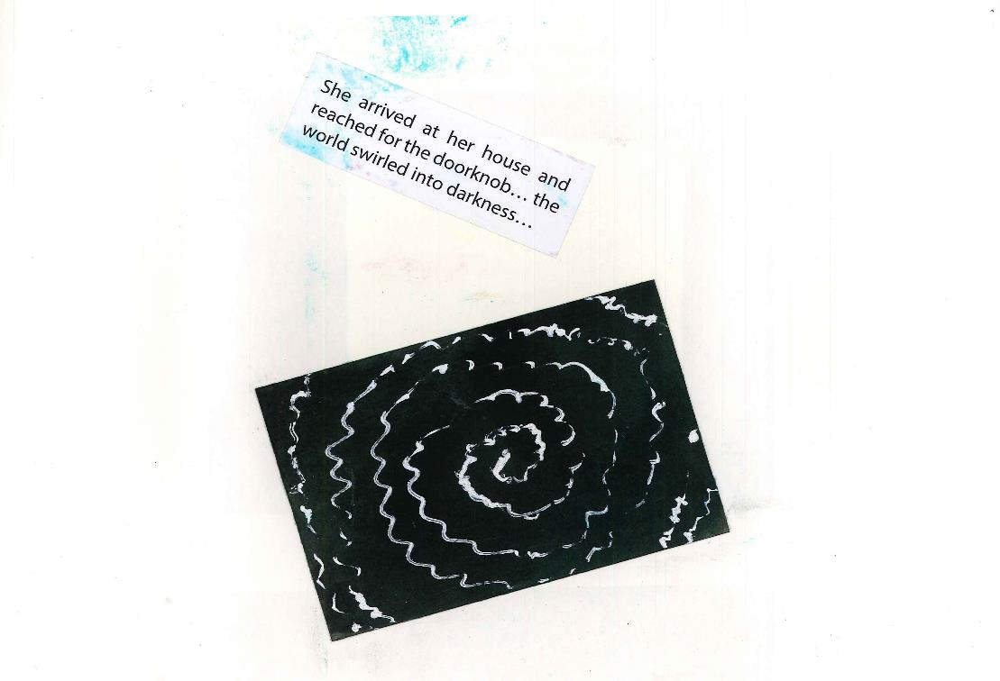 She arrived at her house and
reached for the doorknob... the
world swirled into darkness...